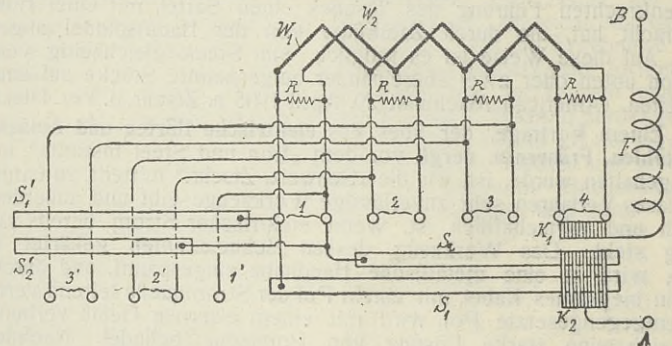 W₁ W₂ B
R R R R
F
S₁' 1 2 3 4
K₁
S₂' S₂
3' 2' 1'
S₁
K₂
A